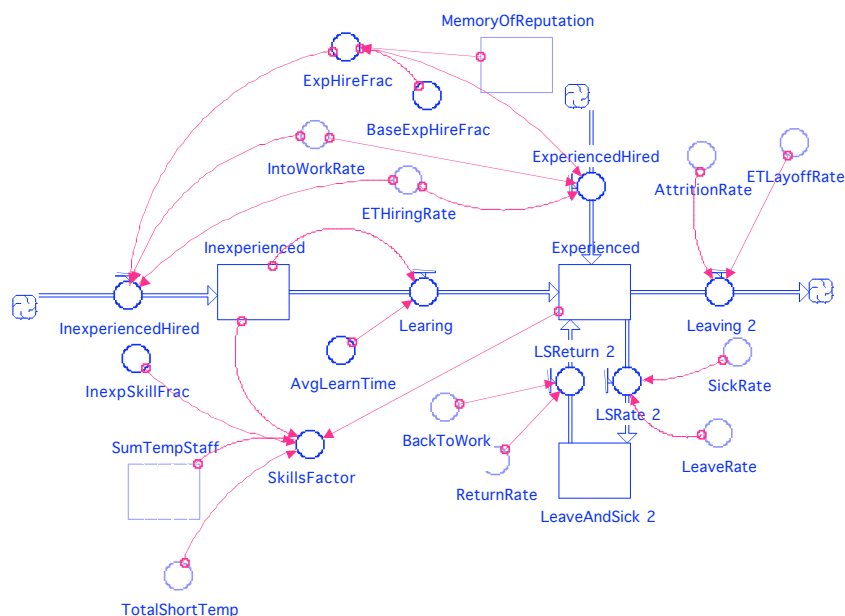 MemoryOfReputation
ExpHireFrac
BaseExpHireFrac
IntoWorkRate
ExperiencedHired
AttritionRate
ETLayoffRate
ETHiringRate
Inexperienced
Experienced
InexperiencedHired
Learing
Leaving 2
InexpSkillFrac
AvgLearnTime
LSReturn 2
SickRate
LSRate 2
SumTempStaff
BackToWork
SkillsFactor
LeaveRate
ReturnRate
LeaveAndSick 2
TotalShortTemp